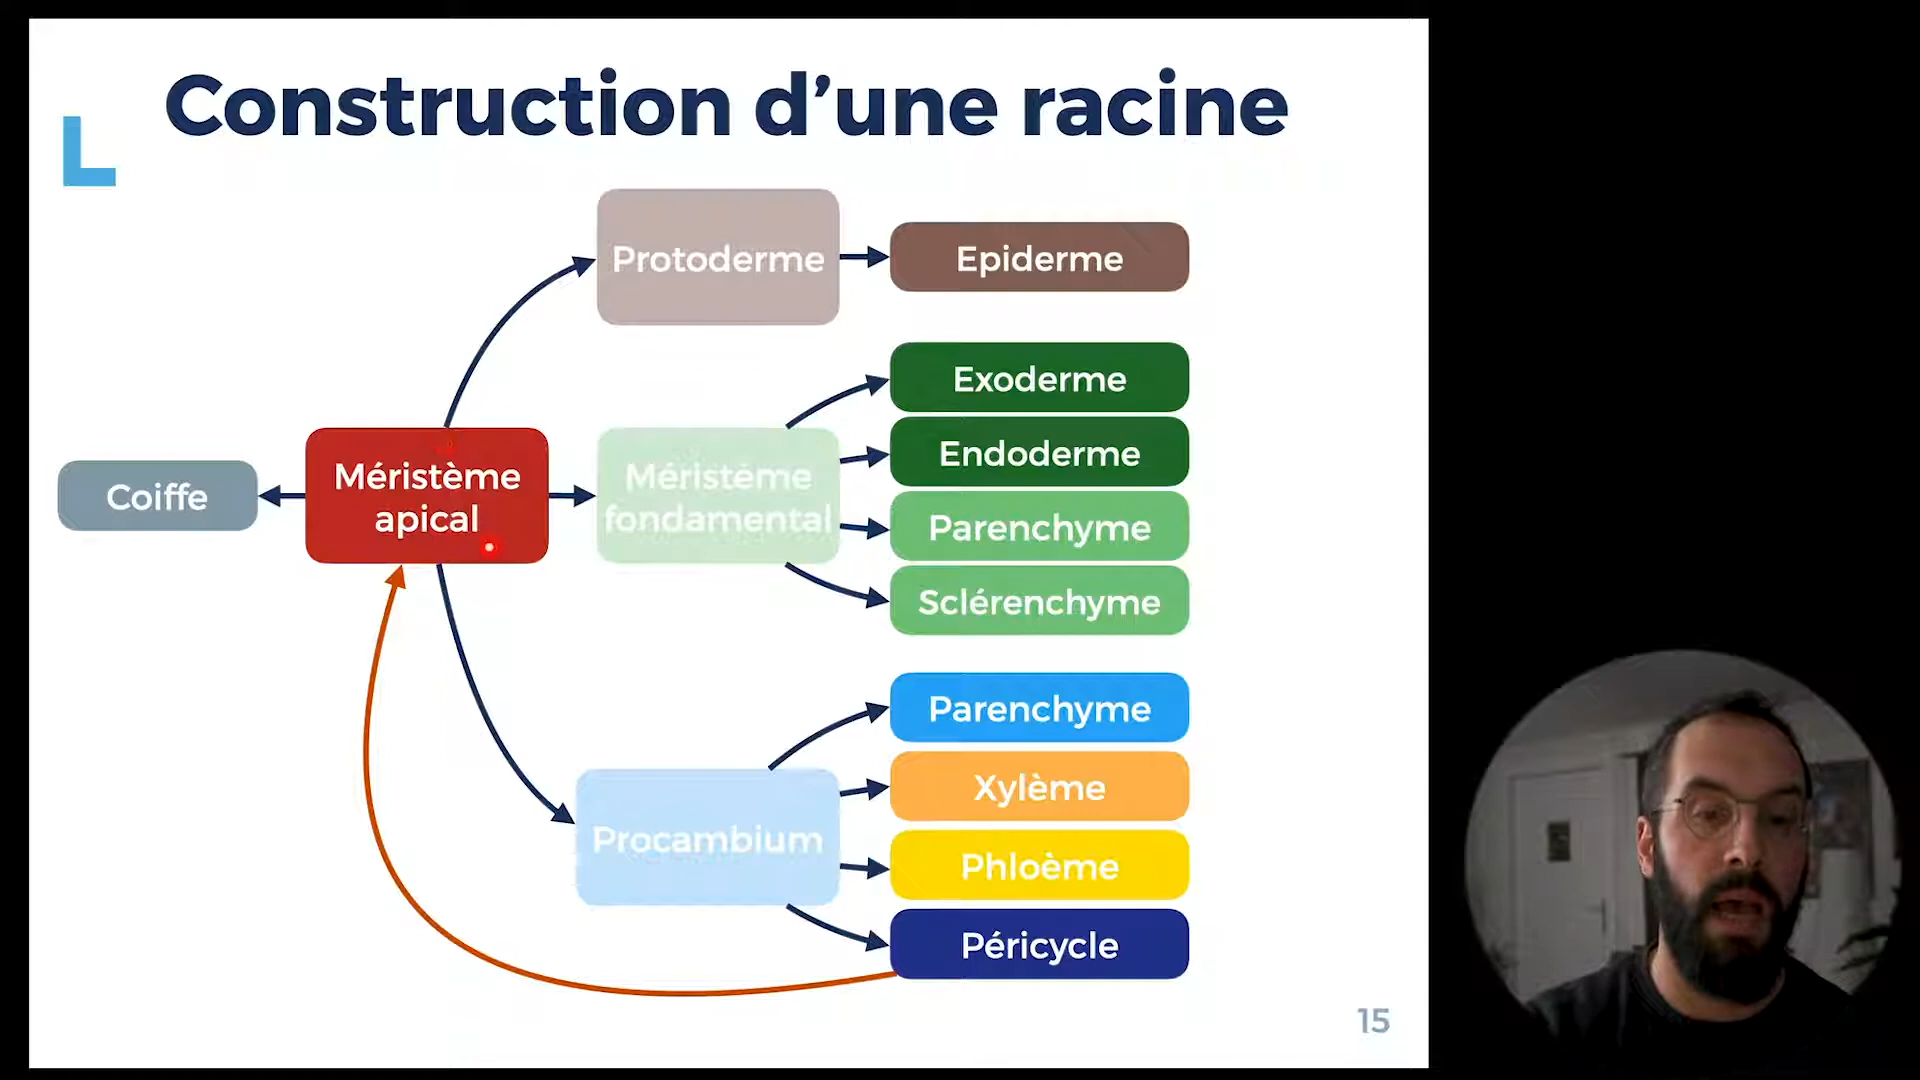 Construction d’une racine
Protoderme
Epiderme
Exoderme
Endoderme
Coiffe
Méristème
apical
Méristème
fondamental
Parenchyme
Sclérenchyme
Parenchyme
Xylème
Procambium
Phloème
Péricycle
15